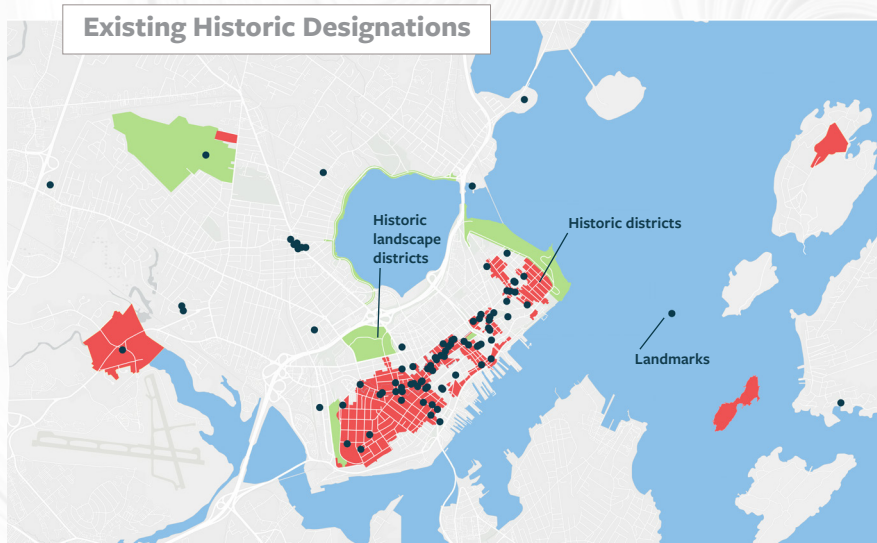 Existing Historic Designations
Historic
landscape
districts
Historic districts
Landmarks